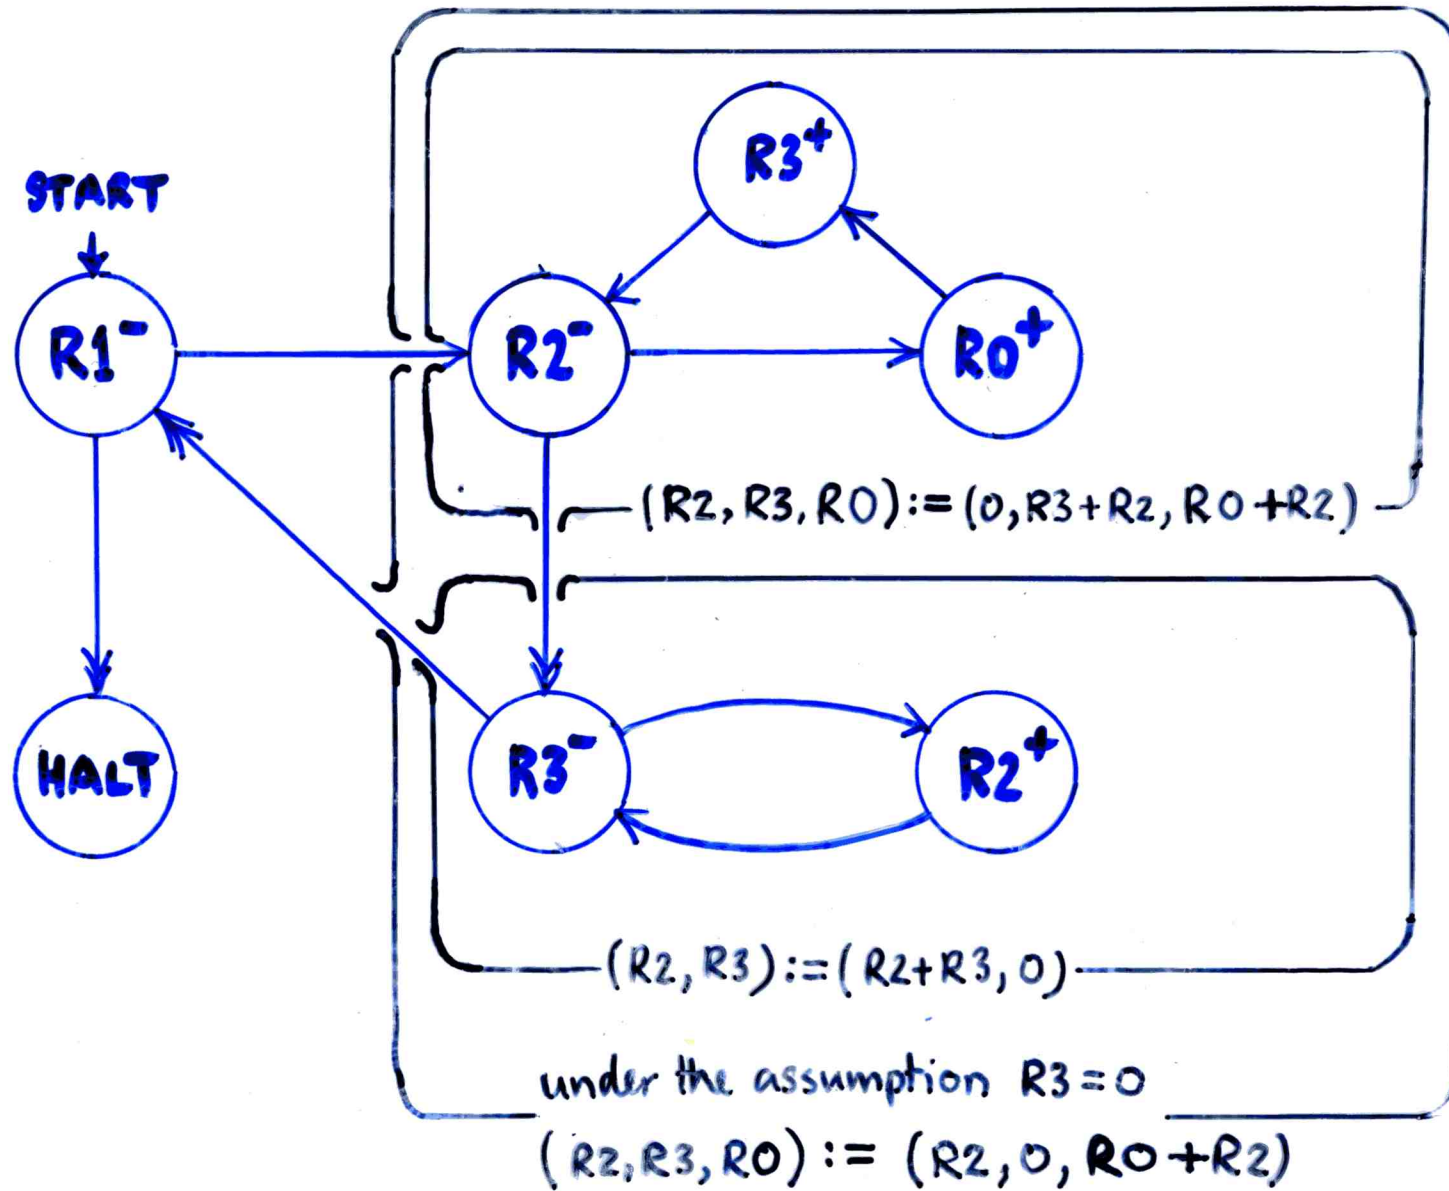 R3⁺
START
R1⁻
R2⁻
R0⁺
(R2, R3, R0):=(0, R3+R2, R0+R2)
HALT
R3⁻
R2⁺
(R2, R3):=(R2+R3, 0)
under the assumption R3=0
(R2, R3, R0) := (R2, 0, R0+R2)